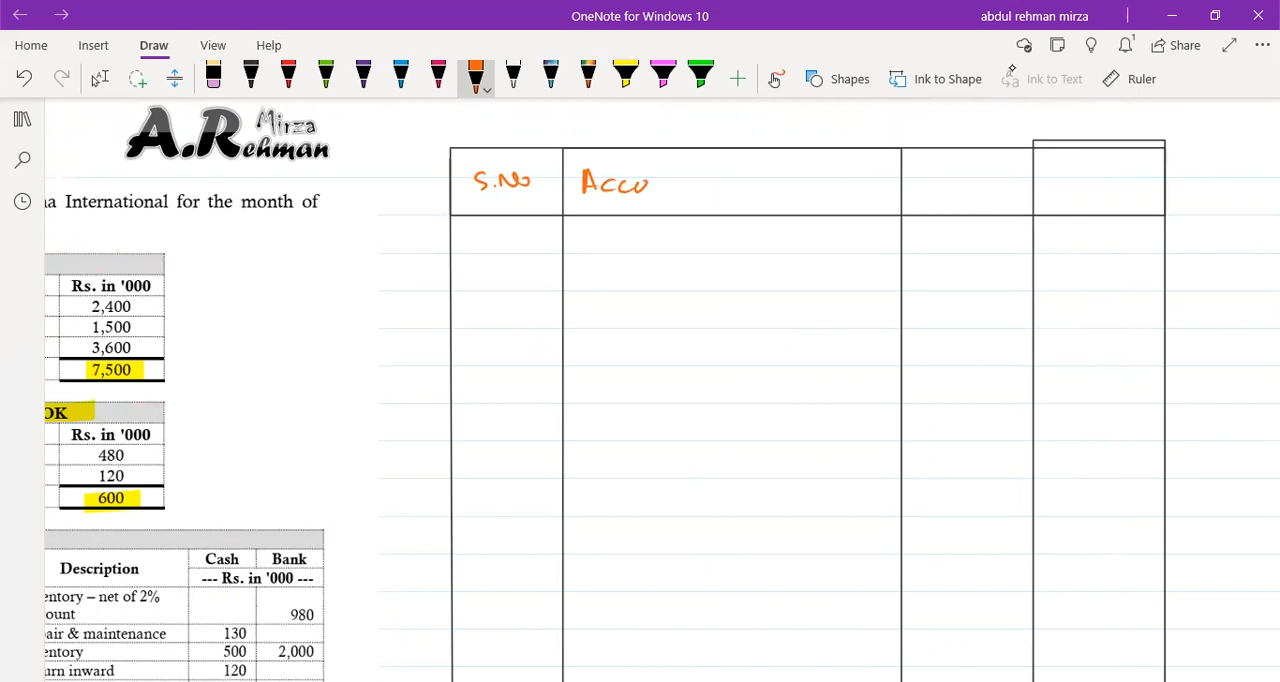 OneNote for Windows 10
abdul rehman mirza
Home Insert Draw View Help
Share
Shapes
Ink to Shape
Ink to Text
Ruler
A.Rehman
Mirza
na International for the month of
Rs. in '000
2,400
1,500
3,600
7,500
OK
Rs. in '000
480
120
600
Description Cash Bank
--- Rs. in '000 ---
entory – net of 2%
ount 980
pair & maintenance 130
entory 500 2,000
urn inward 120
S.No Acco